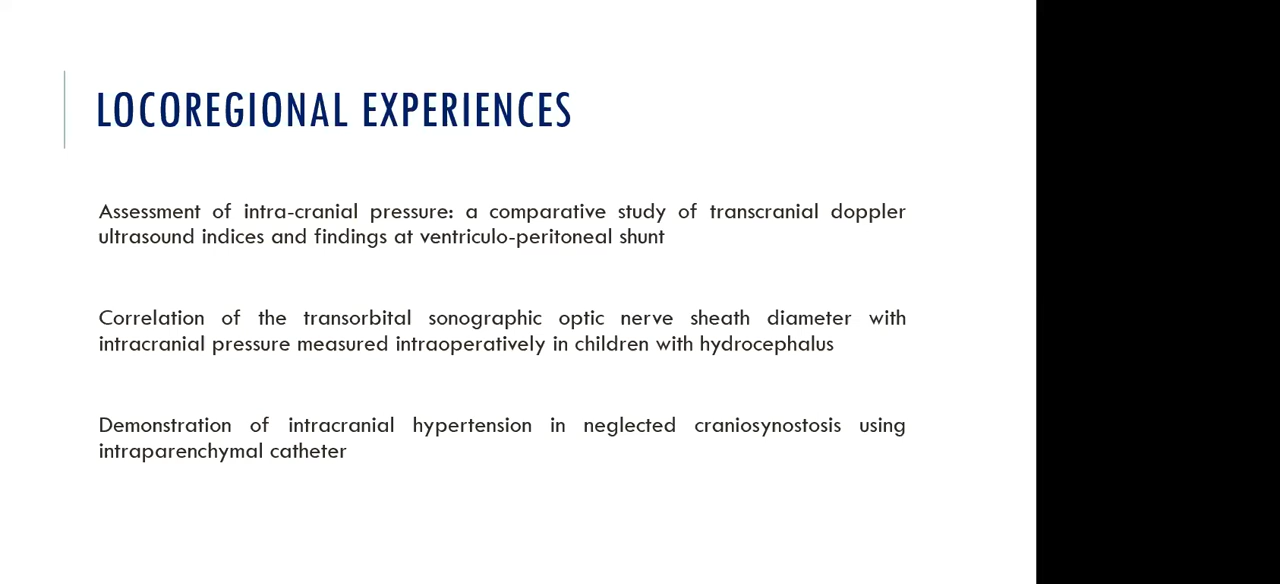 LOCOREGIONAL EXPERIENCES
Assessment of intra-cranial pressure: a comparative study of transcranial doppler
ultrasound indices and findings at ventriculo-peritoneal shunt
Correlation of the transorbital sonographic optic nerve sheath diameter with
intracranial pressure measured intraoperatively in children with hydrocephalus
Demonstration of intracranial hypertension in neglected craniosynostosis using
intraparenchymal catheter